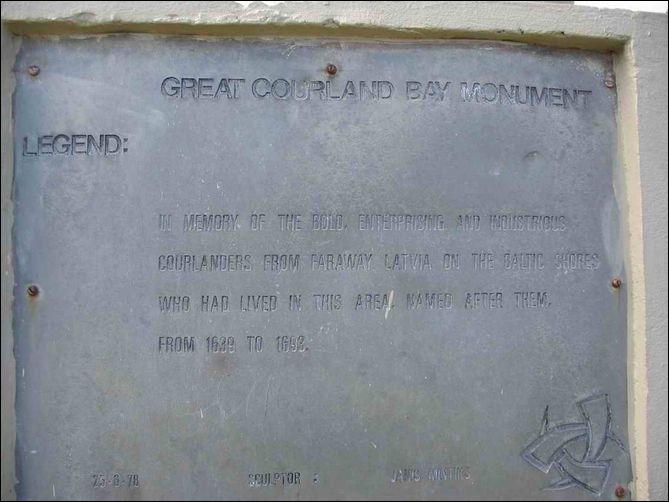 GREAT COURLAND BAY MONUMENT
LEGEND:
IN MEMORY OF THE BOLD, ENTERPRISING AND INDUSTRIOUS
COURLANDERS FROM FARAWAY LATVIA ON THE BALTIC SHORES
WHO HAD LIVED IN THIS AREA, NAMED AFTER THEM,
FROM 1639 TO 1693.
SCULPTOR :